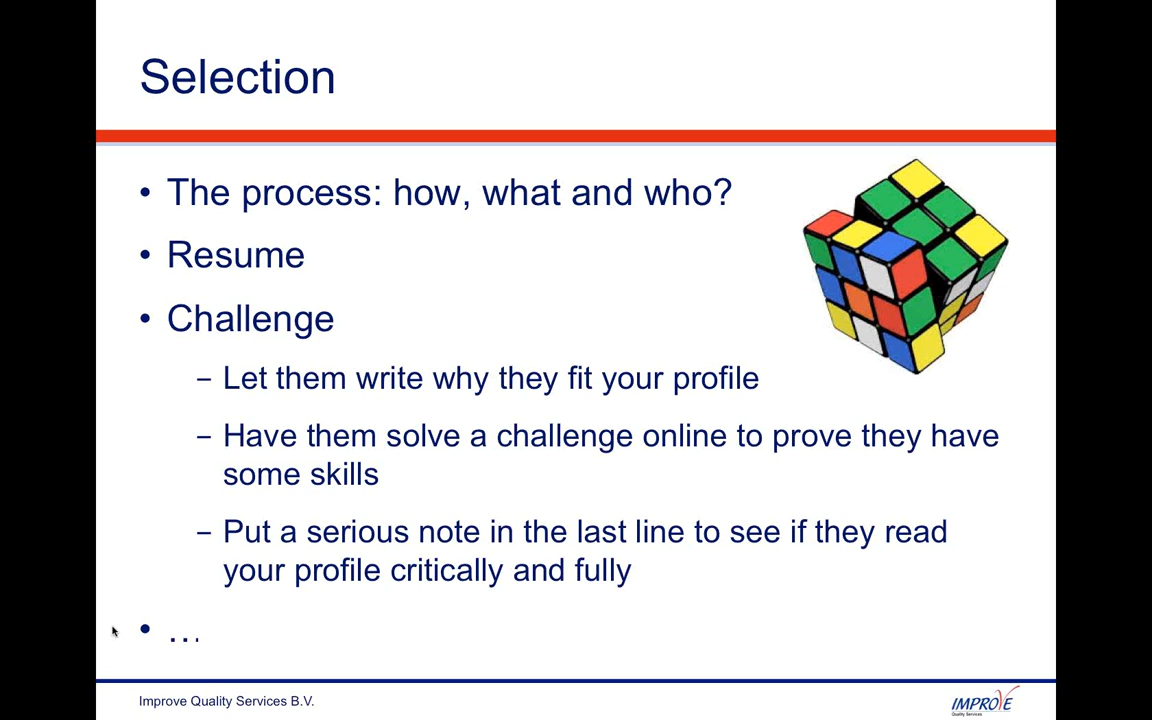 Selection
• The process: how, what and who?
• Resume
• Challenge
– Let them write why they fit your profile
– Have them solve a challenge online to prove they have
some skills
– Put a serious note in the last line to see if they read
your profile critically and fully
• …
Improve Quality Services B.V.
IMPROVE
Quality Services